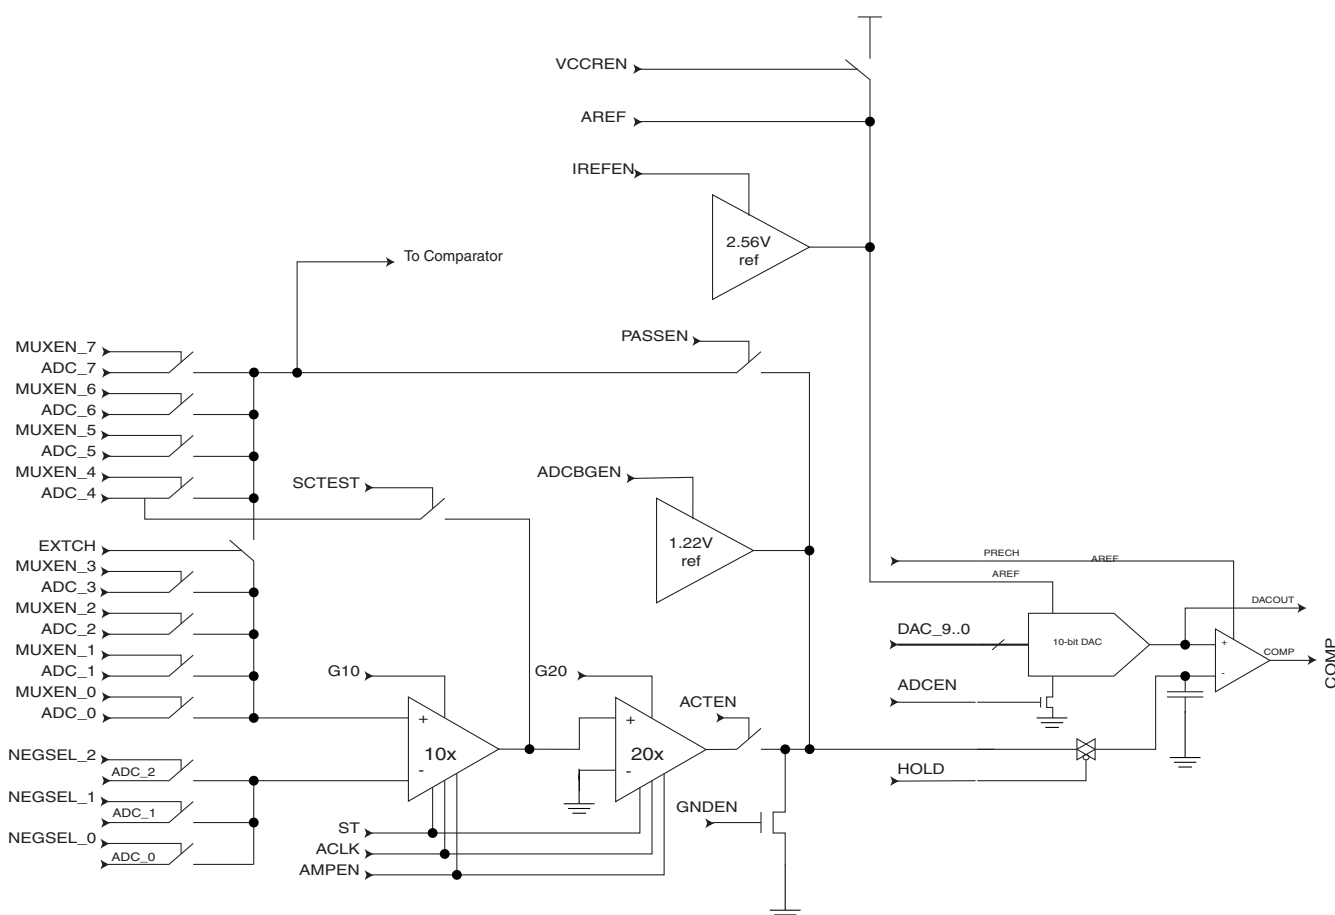 VCCREN
AREF
IREFEN
2.56V
ref
To Comparator
PASSEN
MUXEN_7
ADC_7
MUXEN_6
ADC_6
MUXEN_5
ADC_5
MUXEN_4
ADC_4
SCTEST
ADCBGEN
1.22V
ref
EXTCH
MUXEN_3
ADC_3
MUXEN_2
ADC_2
MUXEN_1
ADC_1
MUXEN_0
ADC_0
PRECH
AREF
AREF
DACOUT
DAC_9..0
10-bit DAC
+
-
COMP
COMP
ADCEN
HOLD
G10
+
10x
-
G20
+
20x
-
ACTEN
GNDEN
NEGSEL_2
ADC_2
NEGSEL_1
ADC_1
NEGSEL_0
ADC_0
ST
ACLK
AMPEN